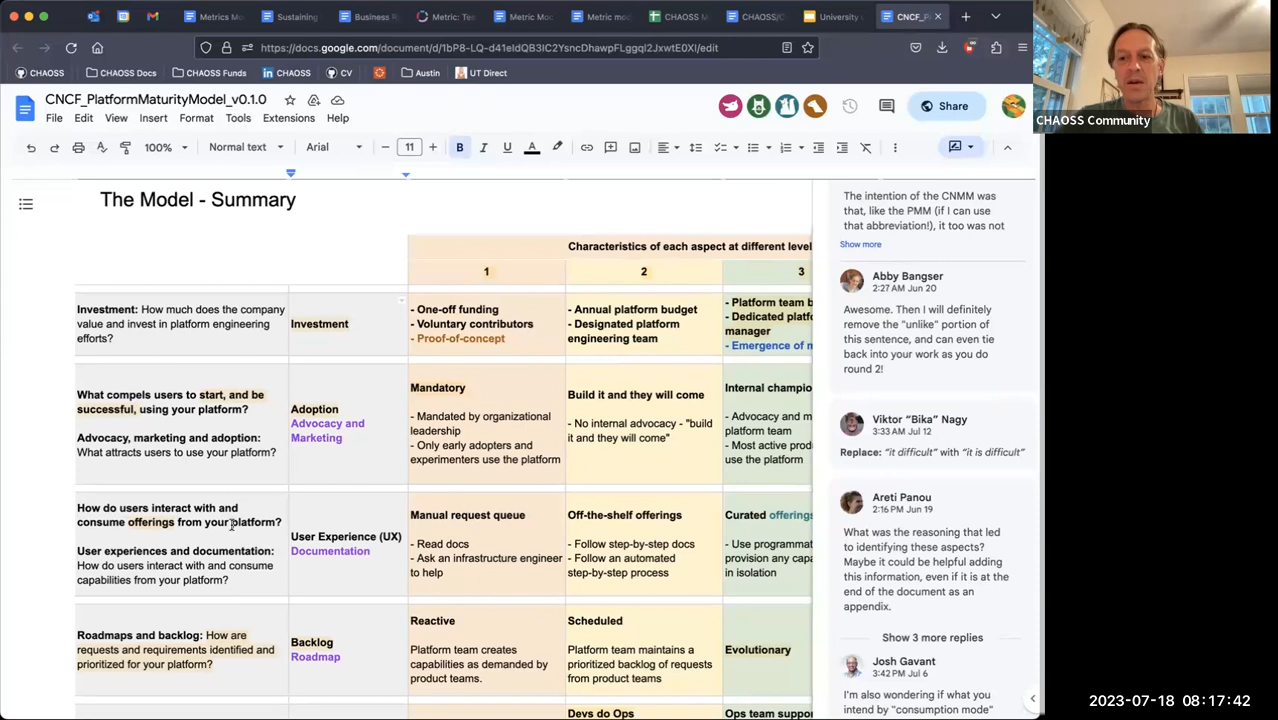 Metrics Mo
Sustaining
Business R
Metric: Te
Metric Mod
Metric mod
CHAOSS M
CHAOSS/C
University
CNCF_Pl
https://docs.google.com/document/d/1bP8-LQ-d41eldQB3IC2YsncDhawpFLggqI2JxwtE0XI/edit
CHAOSS
CHAOSS Docs
CHAOSS Funds
CHAOSS
CV
Austin
UT Direct
CHAOSS Community
CNCF_PlatformMaturityModel_v0.1.0
File Edit View Insert Format Tools Extensions Help
Share
100%
Normal text
Arial
11
The Model - Summary
Characteristics of each aspect at different level
1
2
3
Investment: How much does the company
value and invest in platform engineering
efforts?
Investment
- One-off funding
- Voluntary contributors
- Proof-of-concept
- Annual platform budget
- Designated platform
engineering team
- Platform team b
- Dedicated platf
manager
- Emergence of m
What compels users to start, and be
successful, using your platform?
Advocacy, marketing and adoption:
What attracts users to use your platform?
Adoption
Advocacy and
Marketing
Mandatory
- Mandated by organizational
leadership
- Only early adopters and
experimenters use the platform
Build it and they will come
- No internal advocacy - "build
it and they will come"
Internal champio
- Advocacy and m
platform team
- Most active prod
use the platform
How do users interact with and
consume offerings from your platform?
User experiences and documentation:
How do users interact with and consume
capabilities from your platform?
User Experience (UX)
Documentation
Manual request queue
- Read docs
- Ask an infrastructure engineer
to help
Off-the-shelf offerings
- Follow step-by-step docs
- Follow an automated
step-by-step process
Curated offerings
- Use programmat
provision any capa
in isolation
Roadmaps and backlog: How are
requests and requirements identified and
prioritized for your platform?
Backlog
Roadmap
Reactive
Platform team creates
capabilities as demanded by
product teams.
Scheduled
Platform team maintains a
prioritized backlog of requests
from product teams
Evolutionary
Devs do Ops
Ops team suppor
The intention of the CNMM was
that, like the PMM (if I can use
that abbreviation!), it too was not
Show more
Abby Bangser
2:27 AM Jun 20
Awesome. Then I will definitely
remove the "unlike" portion of
this sentence, and can even tie
back into your work as you do
round 2!
Viktor “Bika” Nagy
3:33 AM Jul 12
Replace: “it difficult” with “it is difficult”
Areti Panou
2:16 PM Jun 19
What was the reasoning that led
to identifying these aspects?
Maybe it could be helpful adding
this information, even if it is at the
end of the document as an
appendix.
Show 3 more replies
Josh Gavant
3:42 PM Jul 6
I'm also wondering if what you
intend by "consumption mode"
2023-07-18 08:17:42